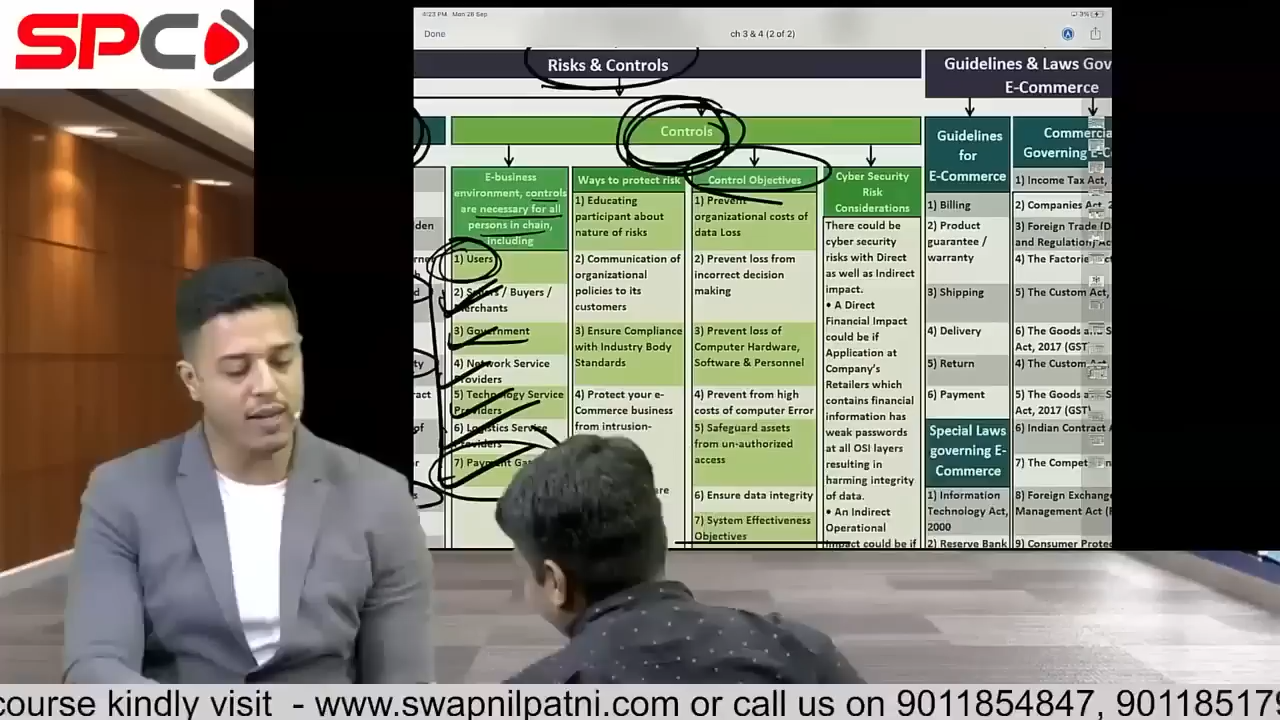 SPC
4:23 PM Mon 26 Sep
3%
Done
ch 3 & 4 (2 of 2)
Risks & Controls
Guidelines & Laws Gov
E-Commerce
Controls
E-business
environment, controls
are necessary for all
persons in chain,
including
1) Users
2) Sellers / Buyers /
Merchants
3) Government
4) Network Service
Providers
5) Technology Service
Providers
6) Logistics Service
Providers
7) Payment Gat
Ways to protect risk
1) Educating
participant about
nature of risks
2) Communication of
organizational
policies to its
customers
3) Ensure Compliance
with Industry Body
Standards
4) Protect your e-
Commerce business
from intrusion-
are
Control Objectives
1) Prevent
organizational costs of
data Loss
2) Prevent loss from
incorrect decision
making
3) Prevent loss of
Computer Hardware,
Software & Personnel
4) Prevent from high
costs of computer Error
5) Safeguard assets
from un-authorized
access
6) Ensure data integrity
7) System Effectiveness
Objectives
Cyber Security
Risk
Considerations
There could be
cyber security
risks with Direct
as well as Indirect
impact.
• A Direct
Financial Impact
could be if
Application at
Company's
Retailers which
contains financial
information has
weak passwords
at all OSI layers
resulting in
harming integrity
of data.
• An Indirect
Operational
Impact could be if
Guidelines
for
E-Commerce
1) Billing
2) Product
guarantee /
warranty
3) Shipping
4) Delivery
5) Return
6) Payment
Special Laws
governing E-
Commerce
1) Information
Technology Act,
2000
2) Reserve Bank
Commercia
Governing E-C
1) Income Tax Act,
2) Companies Act, 2
3) Foreign Trade (D
and Regulation) Ac
4) The Factories Act
5) The Custom Act,
6) The Goods and S
Act, 2017 (GST
4) The Custom Act
5) The Goods a S
Act, 2017 (GST)
6) Indian Contract A
7) The Compet n
8) Foreign Exchange
Management Act (F
9) Consumer Protec
course kindly visit - www.swapnilpatni.com or call us on 9011854847, 901185179